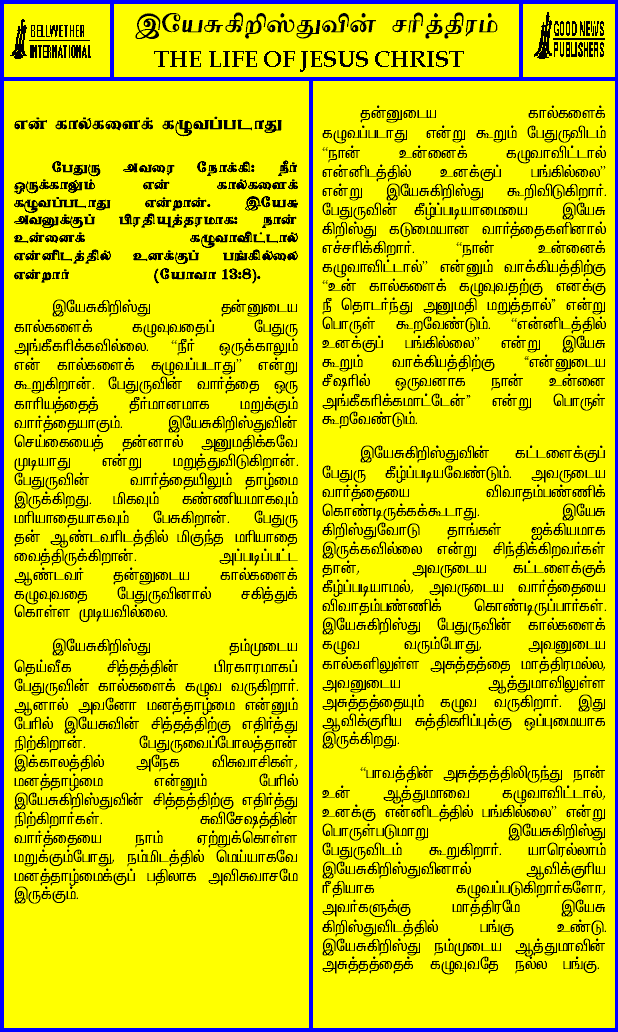 BELLWETHER
INTERNATIONAL
இயேசுகிறிஸ்துவின் சரித்திரம்
THE LIFE OF JESUS CHRIST
GOOD NEWS
PUBLISHERS
என் கால்களைக் கழுவப்படாது
பேதுரு அவரை நோக்கி: நீர்
ஒருக்காலும் என் கால்களைக்
கழுவப்படாது என்றான். இயேசு
அவனுக்குப் பிரதியுத்தரமாக: நான்
உன்னைக் கழுவாவிட்டால்
என்னிடத்தில் உனக்குப் பங்கில்லை
என்றார் (யோவா 13:8).
இயேசுகிறிஸ்து தன்னுடைய
கால்களைக் கழுவுவதைப் பேதுரு
அங்கீகரிக்கவில்லை. “நீர் ஒருக்காலும்
என் கால்களைக் கழுவப்படாது” என்று
கூறுகிறான். பேதுருவின் வார்த்தை ஒரு
காரியத்தைத் தீர்மானமாக மறுக்கும்
வார்த்தையாகும். இயேசுகிறிஸ்துவின்
செய்கையைத் தன்னால் அனுமதிக்கவே
முடியாது என்று மறுத்துவிடுகிறான்.
பேதுருவின் வார்த்தையிலும் தாழ்மை
இருக்கிறது. மிகவும் கண்ணியமாகவும்
மரியாதையாகவும் பேசுகிறான். பேதுரு
தன் ஆண்டவரிடத்தில் மிகுந்த மரியாதை
வைத்திருக்கிறான். அப்படிப்பட்ட
ஆண்டவர் தன்னுடைய கால்களைக்
கழுவுவதை பேதுருவினால் சகித்துக்
கொள்ள முடியவில்லை.
இயேசுகிறிஸ்து தம்முடைய
தெய்வீக சித்தத்தின் பிரகாரமாகப்
பேதுருவின் கால்களைக் கழுவ வருகிறார்.
ஆனால் அவனோ மனத்தாழ்மை என்னும்
பேரில் இயேசுவின் சித்தத்திற்கு எதிர்த்து
நிற்கிறான். பேதுருவைப்போலத்தான்
இக்காலத்தில் அநேக விசுவாசிகள்,
மனத்தாழ்மை என்னும் பேரில்
இயேசுகிறிஸ்துவின் சித்தத்திற்கு எதிர்த்து
நிற்கிறார்கள். சுவிசேஷத்தின்
வார்த்தையை நாம் ஏற்றுக்கொள்ள
மறுக்கும்போது, நம்மிடத்தில் மெய்யாகவே
மனத்தாழ்மைக்குப் பதிலாக அவிசுவாசமே
இருக்கும்.
தன்னுடைய கால்களைக்
கழுவப்படாது என்று கூறும் பேதுருவிடம்
“நான் உன்னைக் கழுவாவிட்டால்
என்னிடத்தில் உனக்குப் பங்கில்லை”
என்று இயேசுகிறிஸ்து கூறிவிடுகிறார்.
பேதுருவின் கீழ்ப்படியாமையை இயேசு
கிறிஸ்து கடுமையான வார்த்தைகளினால்
எச்சரிக்கிறார். “நான் உன்னைக்
கழுவாவிட்டால்” என்னும் வாக்கியத்திற்கு
“உன் கால்களைக் கழுவுவதற்கு எனக்கு
நீ தொடர்ந்து அனுமதி மறுத்தால்” என்று
பொருள் கூறவேண்டும். “என்னிடத்தில்
உனக்குப் பங்கில்லை” என்று இயேசு
கூறும் வாக்கியத்திற்கு “என்னுடைய
சீஷரில் ஒருவனாக நான் உன்னை
அங்கீகரிக்கமாட்டேன்” என்று பொருள்
கூறவேண்டும்.
இயேசுகிறிஸ்துவின் கட்டளைக்குப்
பேதுரு கீழ்ப்படியவேண்டும். அவருடைய
வார்த்தையை விவாதம்பண்ணிக்
கொண்டிருக்கக்கூடாது. இயேசு
கிறிஸ்துவோடு தாங்கள் ஐக்கியமாக
இருக்கவில்லை என்று சிந்திக்கிறவர்கள்
தான், அவருடைய கட்டளைக்குக்
கீழ்ப்படியாமல், அவருடைய வார்த்தையை
விவாதம்பண்ணிக் கொண்டிருப்பார்கள்.
இயேசுகிறிஸ்து பேதுருவின் கால்களைக்
கழுவ வரும்போது, அவனுடைய
கால்களிலுள்ள அசுத்தத்தை மாத்திரமல்ல,
அவனுடைய ஆத்துமாவிலுள்ள
அசுத்தத்தையும் கழுவ வருகிறார். இது
ஆவிக்குரிய சுத்திகரிப்புக்கு ஒப்புமையாக
இருக்கிறது.
“பாவத்தின் அசுத்தத்திலிருந்து நான்
உன் ஆத்துமாவை கழுவாவிட்டால்,
உனக்கு என்னிடத்தில் பங்கில்லை” என்று
பொருள்படுமாறு இயேசுகிறிஸ்து
பேதுருவிடம் கூறுகிறார். யாரெல்லாம்
இயேசுகிறிஸ்துவினால் ஆவிக்குரிய
ரீதியாக கழுவப்படுகிறார்களோ,
அவர்களுக்கு மாத்திரமே இயேசு
கிறிஸ்துவிடத்தில் பங்கு உண்டு.
இயேசுகிறிஸ்து நம்முடைய ஆத்துமாவின்
அசுத்தத்தைக் கழுவுவதே நல்ல பங்கு.